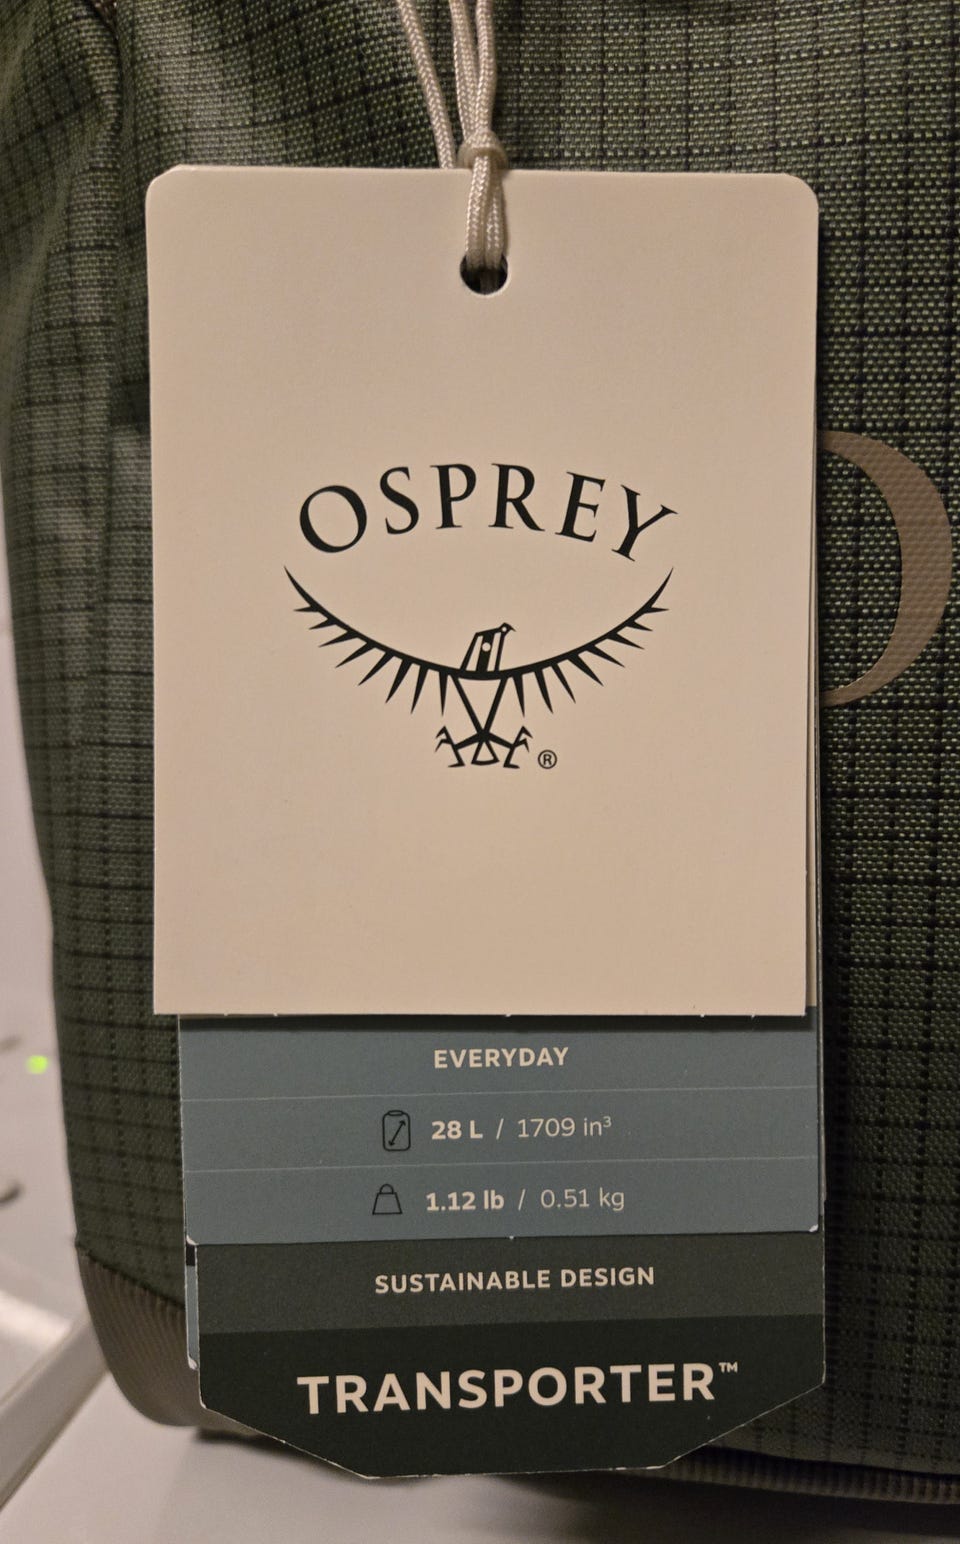 OSPREY
®
EVERYDAY
28 L / 1709 in³
1.12 lb / 0.51 kg
SUSTAINABLE DESIGN
TRANSPORTER™